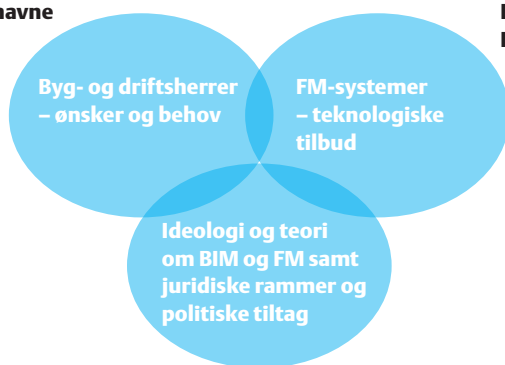 Byg- og driftsherrer
– ønsker og behov
FM-systemer
– teknologiske
tilbud
Ideologi og teori
om BIM og FM samt
juridiske rammer og
politiske tiltag